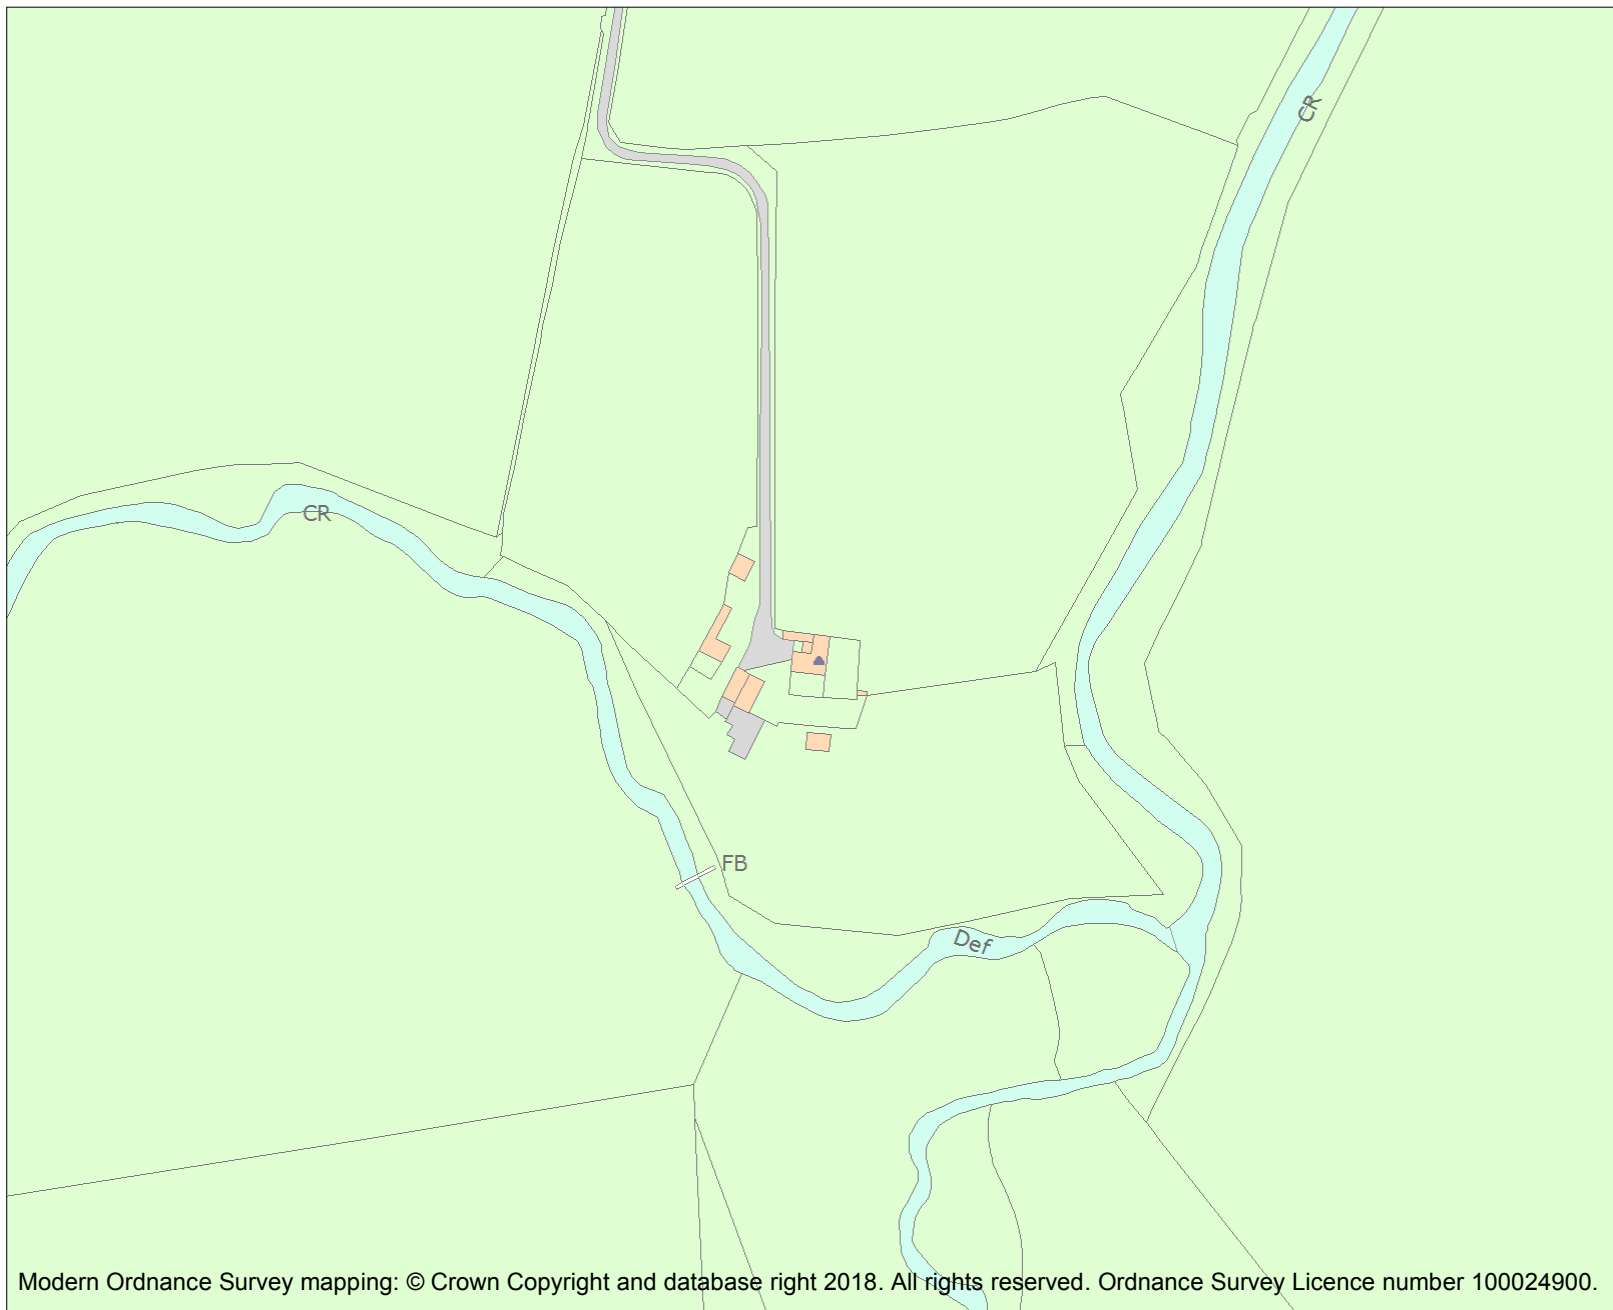 CR
CR
FB
Def
Modern Ordnance Survey mapping: © Crown Copyright and database right 2018. All rights reserved. Ordnance Survey Licence number 100024900.